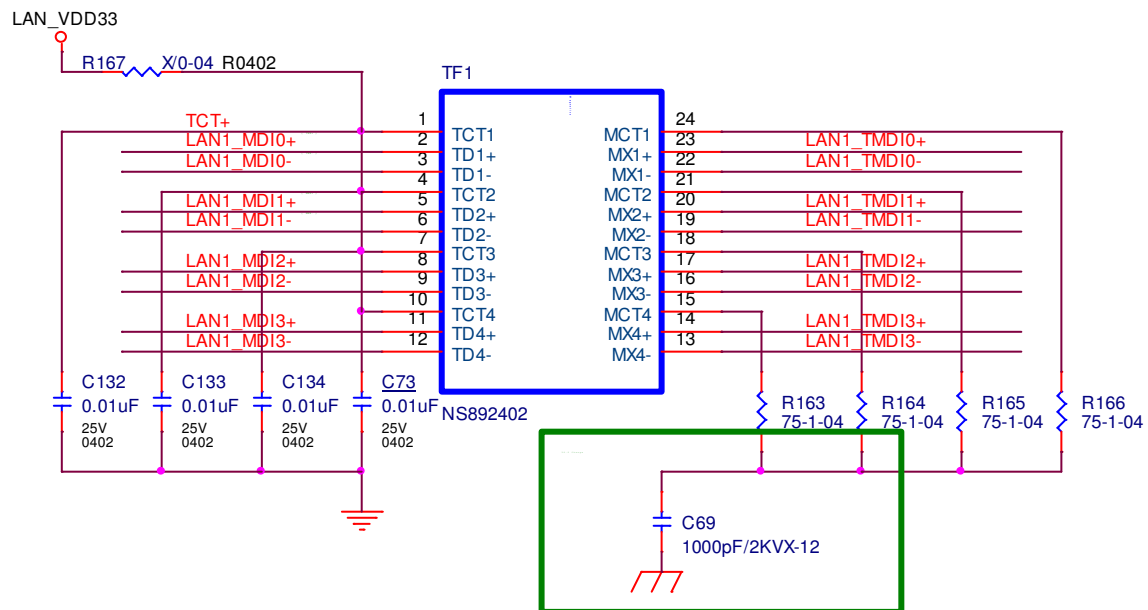 LAN_VDD33
R167 X/0-04 R0402
TF1
TCT+ 1 TCT1 MCT1 24
LAN1_MDI0+ 2 TD1+ MX1+ 23 LAN1_TMDI0+
LAN1_MDI0- 3 TD1- MX1- 22 LAN1_TMDI0-
4 TCT2 MCT2 21
LAN1_MDI1+ 5 TD2+ MX2+ 20 LAN1_TMDI1+
LAN1_MDI1- 6 TD2- MX2- 19 LAN1_TMDI1-
7 TCT3 MCT3 18
LAN1_MDI2+ 8 TD3+ MX3+ 17 LAN1_TMDI2+
LAN1_MDI2- 9 TD3- MX3- 16 LAN1_TMDI2-
10 TCT4 MCT4 15
LAN1_MDI3+ 11 TD4+ MX4+ 14 LAN1_TMDI3+
LAN1_MDI3- 12 TD4- MX4- 13 LAN1_TMDI3-
C132 C133 C134 C73
0.01uF 0.01uF 0.01uF 0.01uF
25V 25V 25V 25V
0402 0402 0402 0402
NS892402
R163 R164 R165 R166
75-1-04 75-1-04 75-1-04 75-1-04
C69
1000pF/2KVX-12